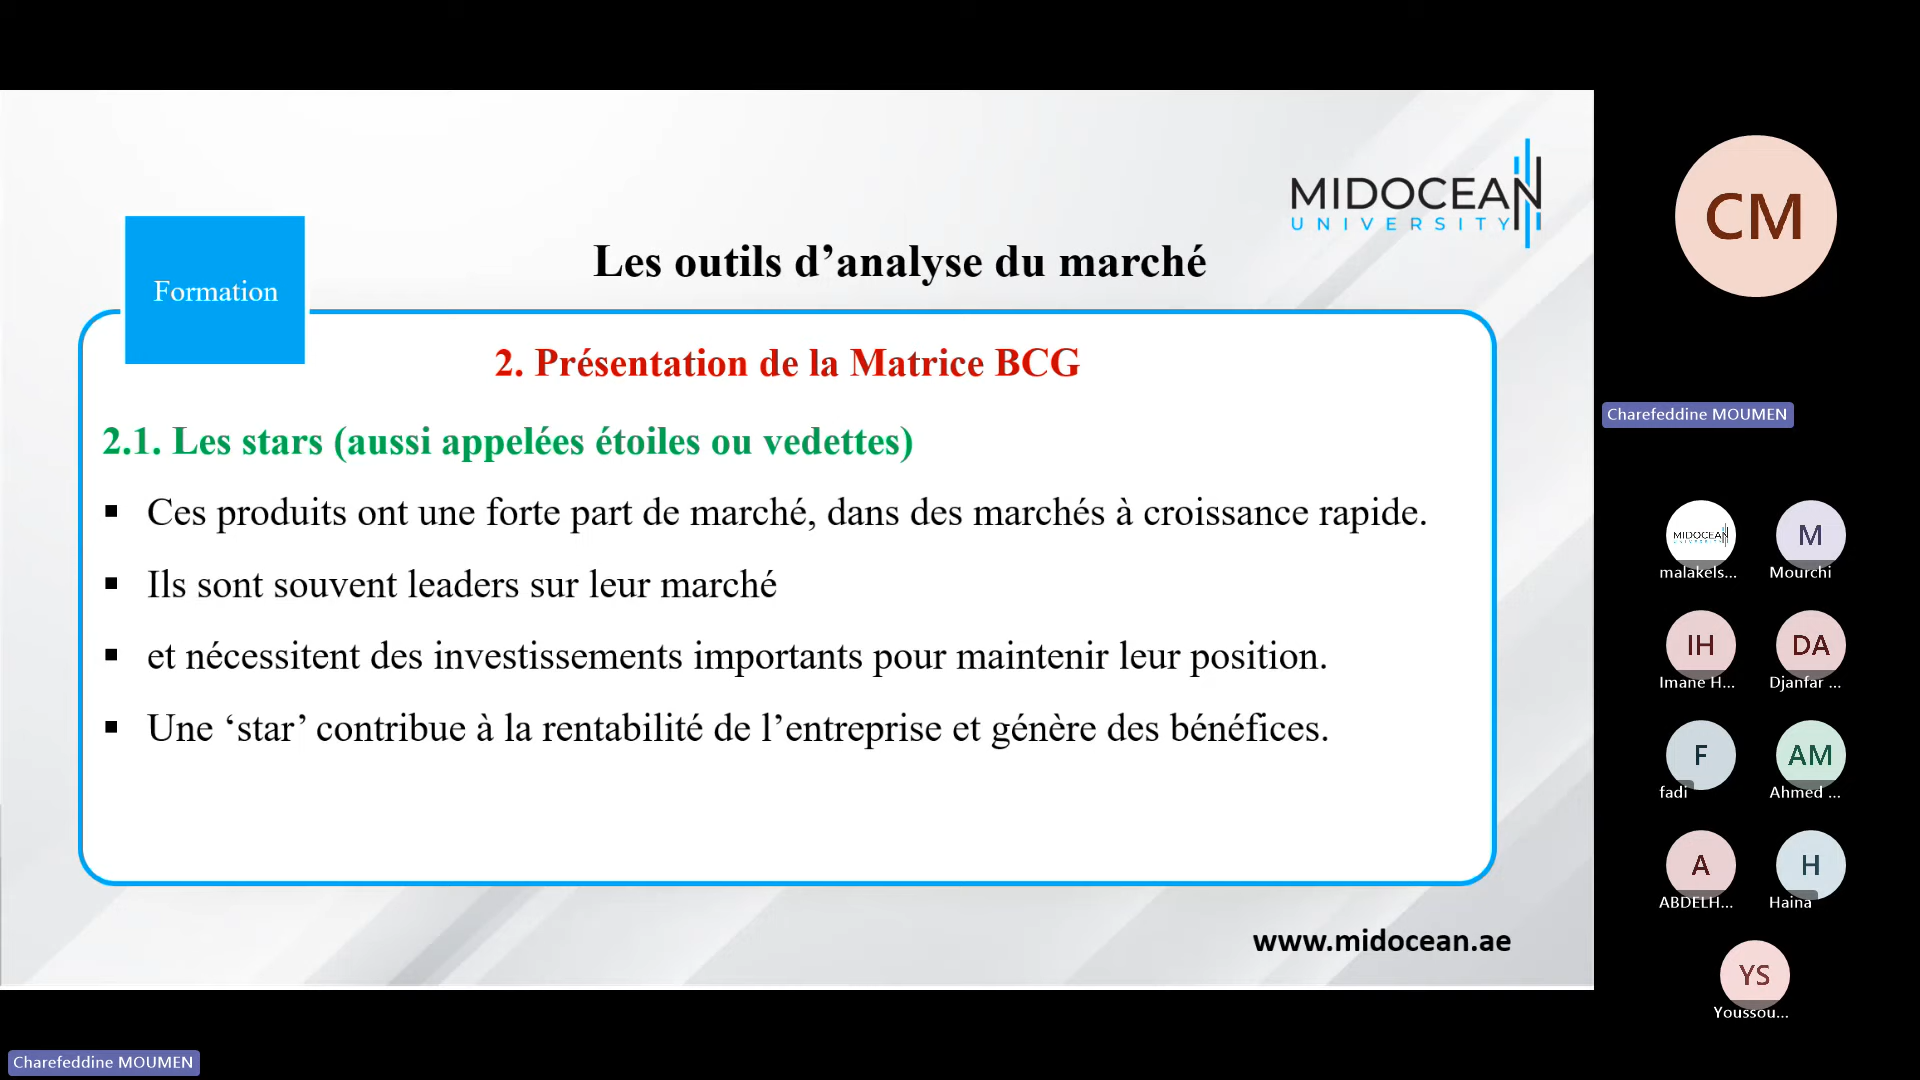 MIDOCEAN
UNIVERSITY
Formation
Les outils d’analyse du marché
2. Présentation de la Matrice BCG
2.1. Les stars (aussi appelées étoiles ou vedettes)
▪ Ces produits ont une forte part de marché, dans des marchés à croissance rapide.
▪ Ils sont souvent leaders sur leur marché
▪ et nécessitent des investissements importants pour maintenir leur position.
▪ Une ‘star’ contribue à la rentabilité de l’entreprise et génère des bénéfices.
www.midocean.ae
Charefeddine MOUMEN
CM
Charefeddine MOUMEN
MIDOCEAN
malakels...
M
Mourchi
IH
Imane H...
DA
Djanfar ...
F
fadi
AM
Ahmed ...
A
ABDELH...
H
Haina
YS
Youssou...